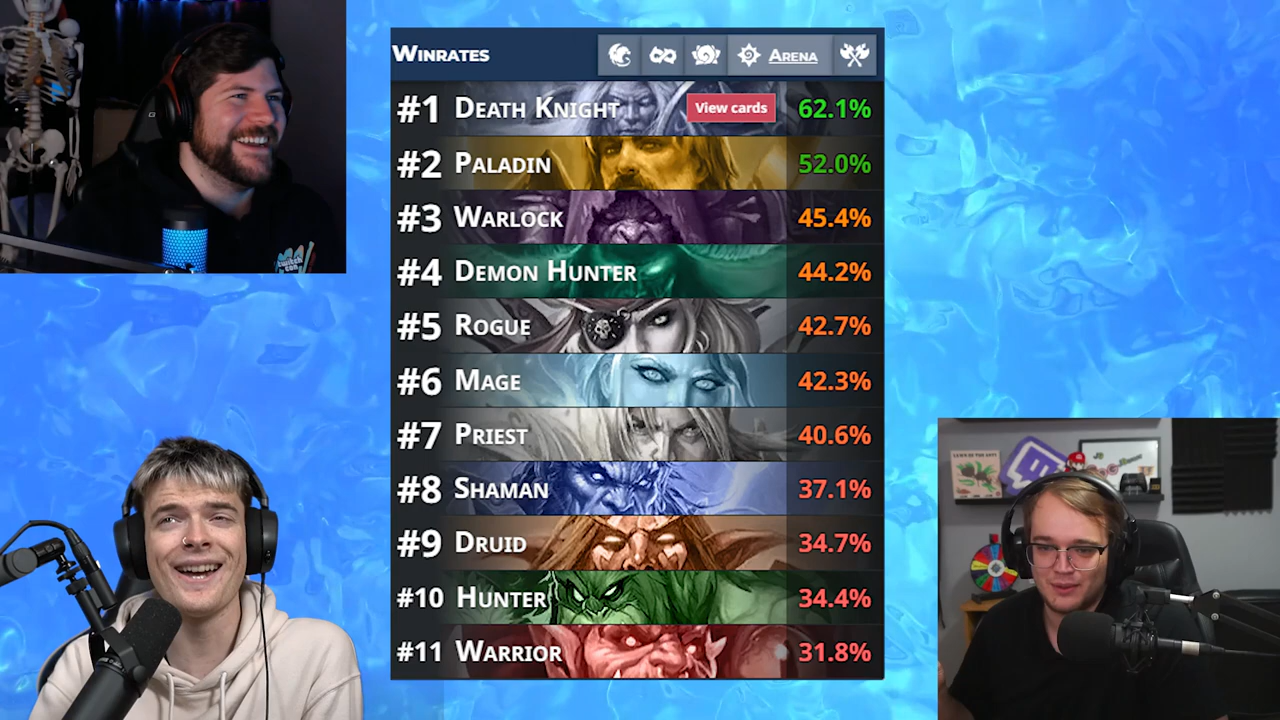 WINRATES
ARENA
#1 DEATH KNIGHT View cards 62.1%
#2 PALADIN 52.0%
#3 WARLOCK 45.4%
#4 DEMON HUNTER 44.2%
#5 ROGUE 42.7%
#6 MAGE 42.3%
#7 PRIEST 40.6%
#8 SHAMAN 37.1%
#9 DRUID 34.7%
#10 HUNTER 34.4%
#11 WARRIOR 31.8%
twitch
con